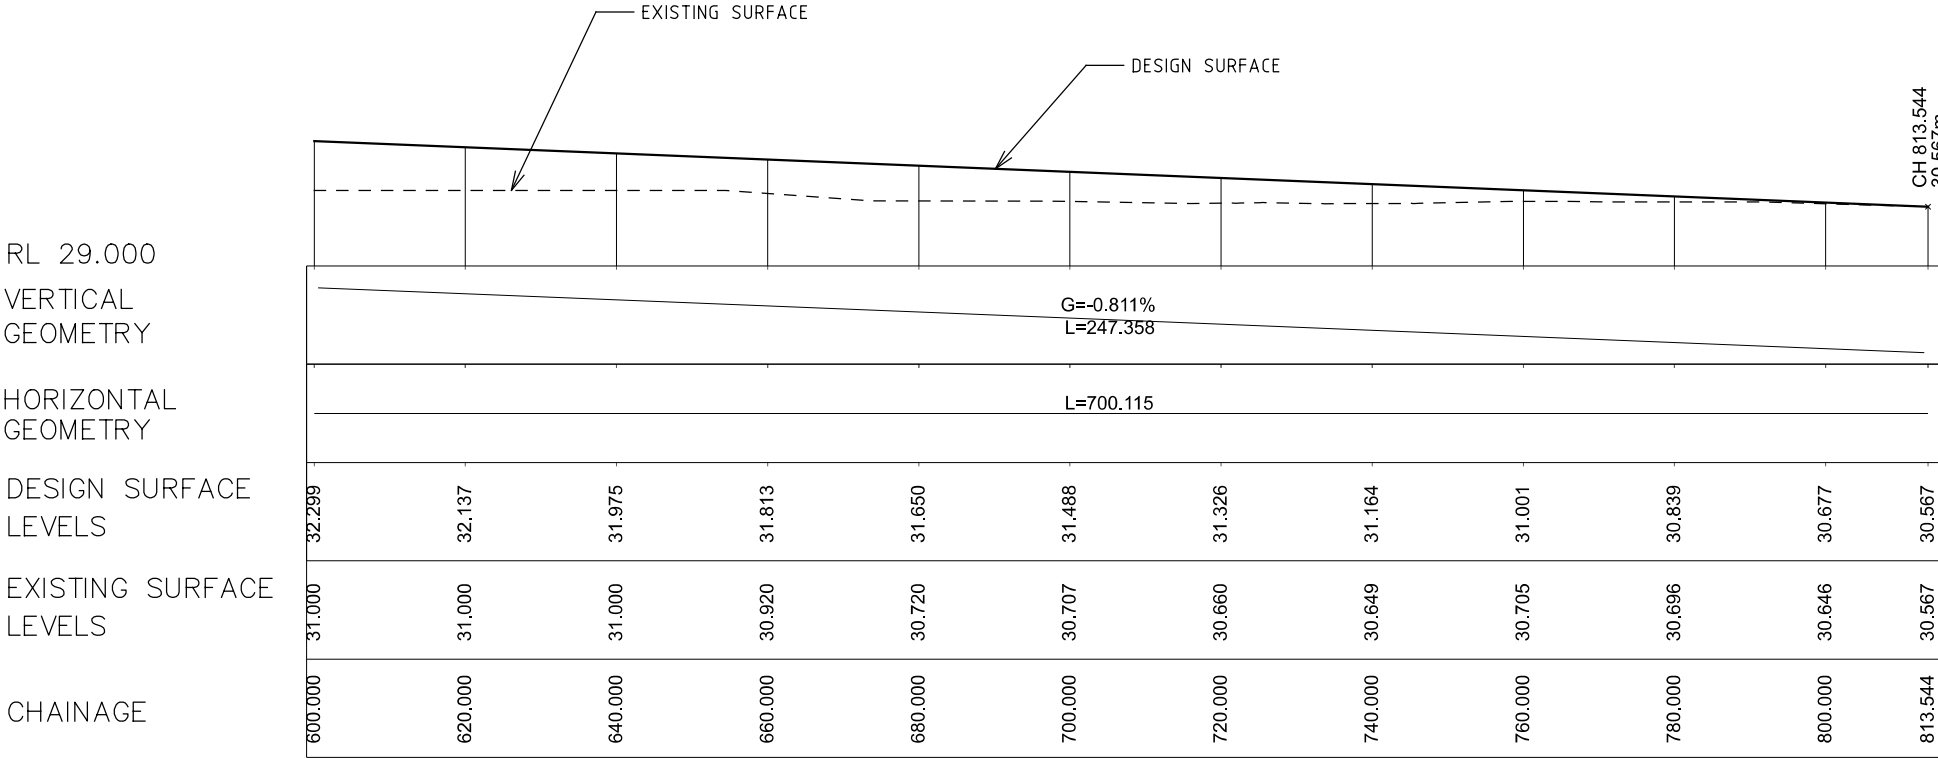 EXISTING SURFACE
DESIGN SURFACE
CH 813.544
30.567m
RL 29.000
VERTICAL
GEOMETRY
G=-0.811%
L=247.358
HORIZONTAL
GEOMETRY
L=700.115
DESIGN SURFACE
LEVELS
32.299 32.137 31.975 31.813 31.650 31.488 31.326 31.164 31.001 30.839 30.677 30.567
EXISTING SURFACE
LEVELS
31.000 31.000 31.000 30.920 30.720 30.707 30.660 30.649 30.705 30.696 30.646 30.567
CHAINAGE
600.000 620.000 640.000 660.000 680.000 700.000 720.000 740.000 760.000 780.000 800.000 813.544